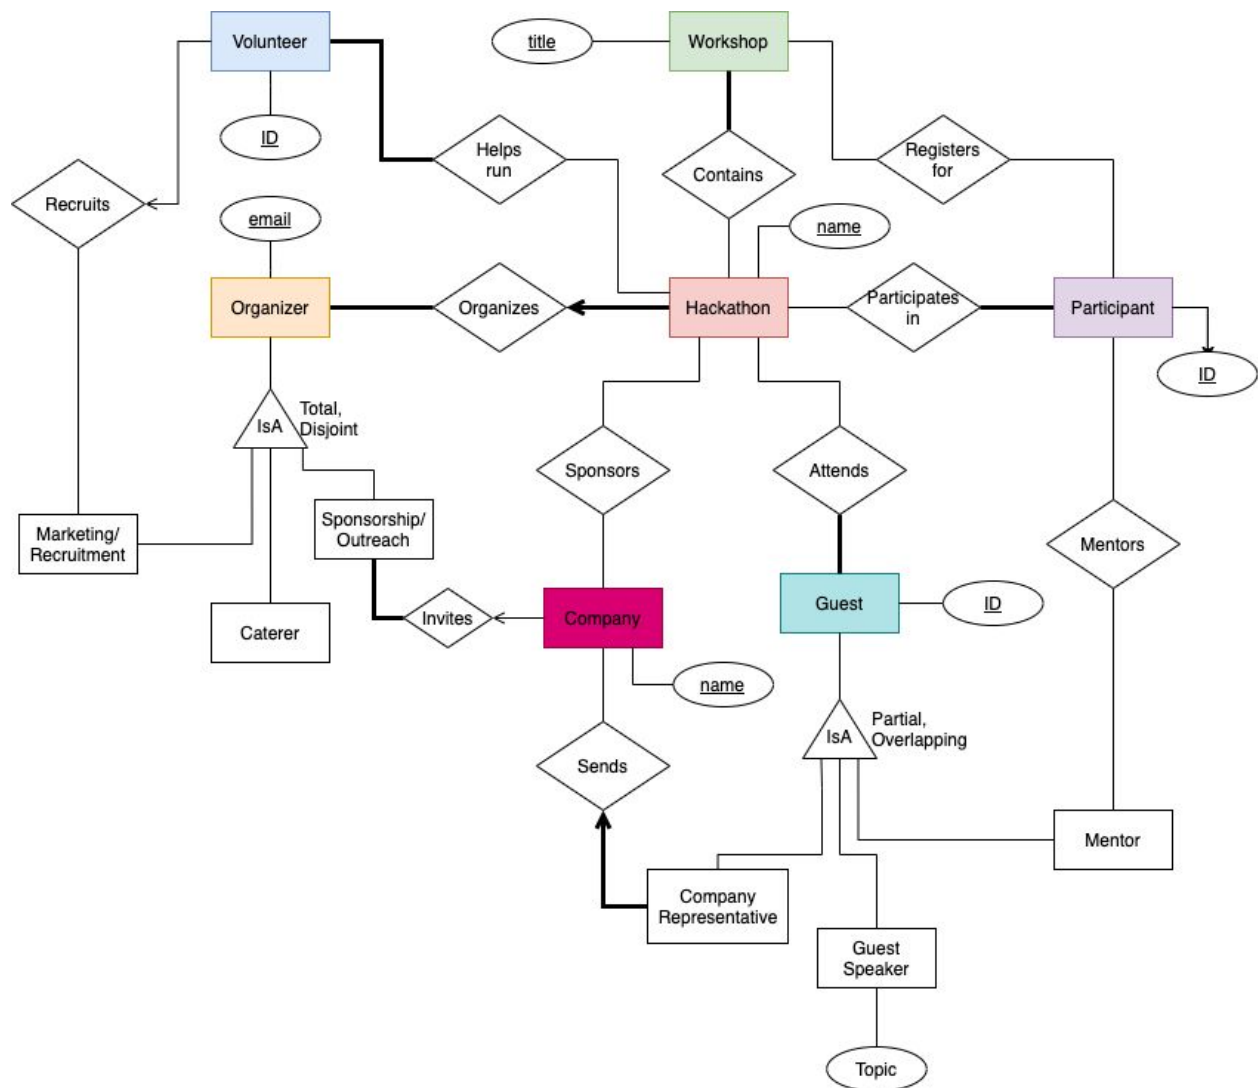 Volunteer
title
Workshop
ID
Helps
run
Registers
for
Contains
Recruits
email
name
Organizer
Organizes
Hackathon
Participates
in
Participant
ID
IsA
Total,
Disjoint
Sponsors
Attends
Marketing/
Recruitment
Sponsorship/
Outreach
Mentors
Caterer
Invites
Company
Guest
ID
name
IsA
Partial,
Overlapping
Sends
Mentor
Company
Representative
Guest
Speaker
Topic